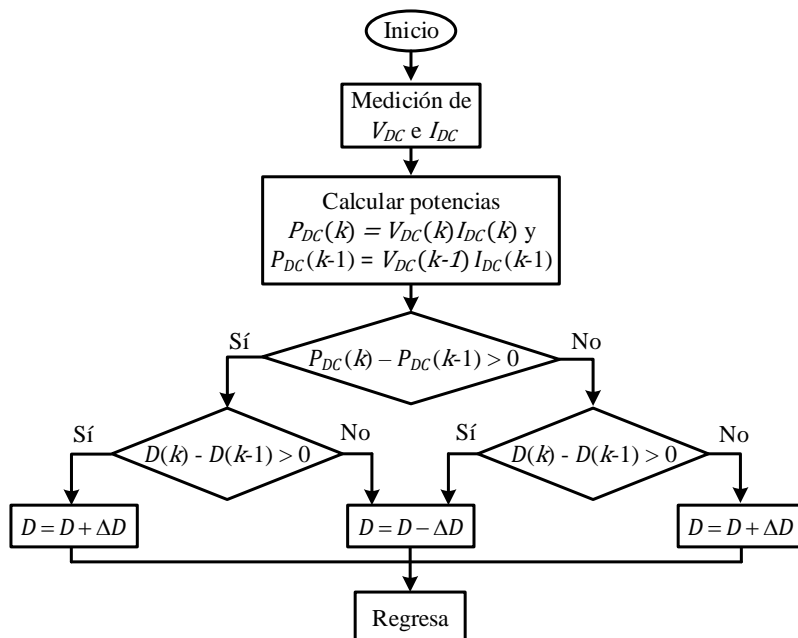 Inicio
Medición de
V_DC e I_DC
Calcular potencias
P_DC(k) = V_DC(k)I_DC(k) y
P_DC(k-1) = V_DC(k-1) I_DC(k-1)
Sí
No
P_DC(k) – P_DC(k-1) > 0
Sí
No
Sí
No
D(k) - D(k-1) > 0
D(k) - D(k-1) > 0
D = D + ΔD
D = D – ΔD
D = D + ΔD
Regresa